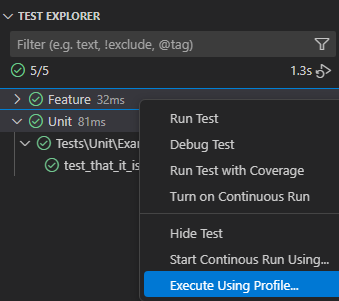 TEST EXPLORER
Filter (e.g. text, !exclude, @tag)
5/5 1.3s
Feature 32ms
Unit 81ms
Tests\Unit\Exa
test_that_it_is
Run Test
Debug Test
Run Test with Coverage
Turn on Continuous Run
Hide Test
Start Continous Run Using...
Execute Using Profile...